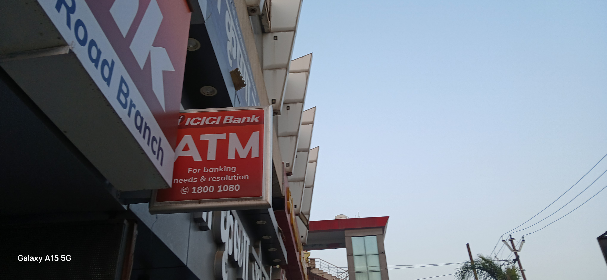 Road Branch
ICICI Bank
ATM
For banking
needs & resolution
✆ 1800 1080
Galaxy A15 5G